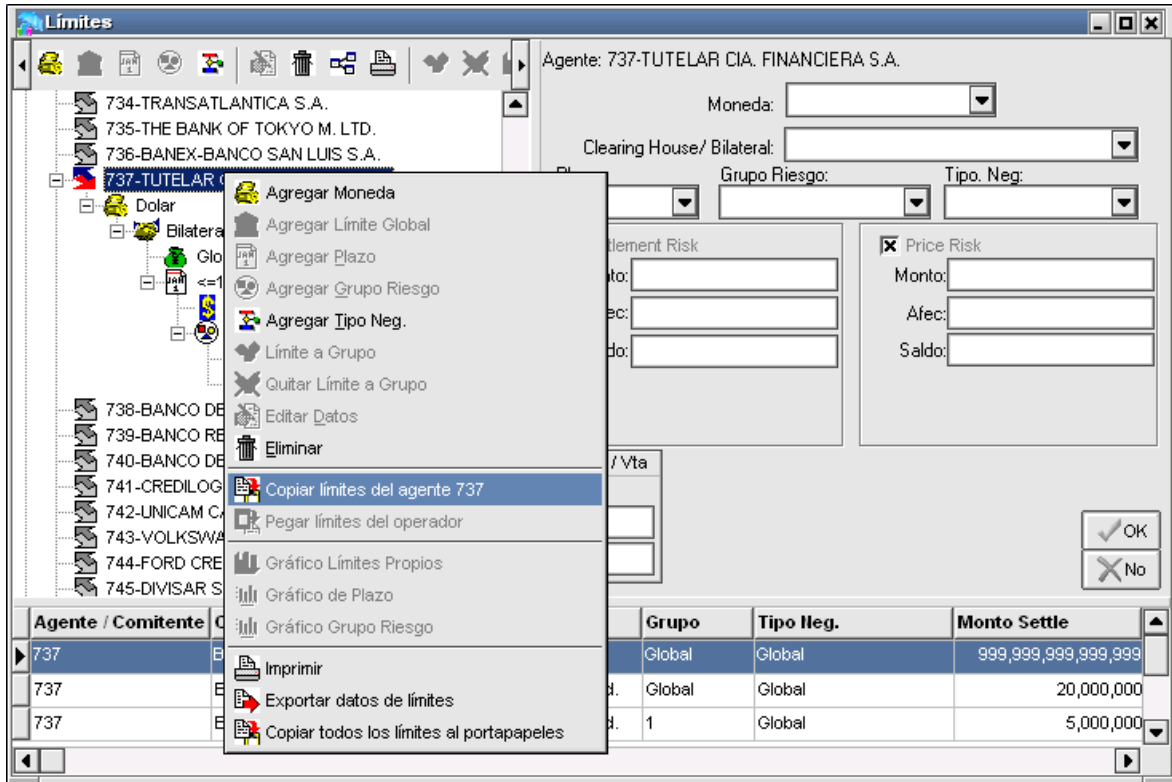 Límites
Agente: 737-TUTELAR CIA. FINANCIERA S.A.
Moneda:
Clearing House/ Bilateral:
Grupo Riesgo:
Tipo. Neg:
734-TRANSATLANTICA S.A.
735-THE BANK OF TOKYO M. LTD.
736-BANEX-BANCO SAN LUIS S.A.
737-TUTELAR
Dolar
Bilatera
Glo
<=1
738-BANCO DE
739-BANCO RE
740-BANCO DE
741-CREDILOG
742-UNICAM CA
743-VOLKSWA
744-FORD CRE
745-DIVISAR S
Agregar Moneda
Agregar Límite Global
Agregar Plazo
Agregar Grupo Riesgo
Agregar Tipo Neg.
Límite a Grupo
Quitar Límite a Grupo
Editar Datos
Eliminar
Copiar límites del agente 737
Pegar límites del operador
Gráfico Límites Propios
Gráfico de Plazo
Gráfico Grupo Riesgo
Imprimir
Exportar datos de límites
Copiar todos los límites al portapapeles
tlement Risk
to:
ec:
do:
Price Risk
Monto:
Afec:
Saldo:
/ Vta
OK
No
Agente / Comitente Grupo Tipo Neg. Monto Settle
737 Global Global 999,999,999,999,999
737 E d. Global Global 20,000,000
737 E d. 1 Global 5,000,000